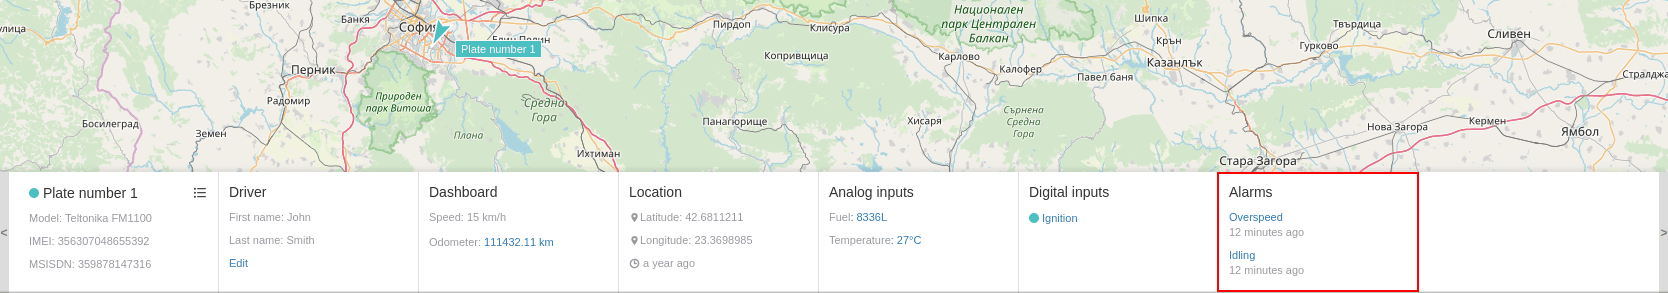 Брезник
Банкя
София
Елин Пелин
Plate number 1
Перник
Радомир
Природен
парк Витоша
Босилеград
Земен
Плана
Средна
Гора
Ихтиман
Пирдоп
Клисура
Национален
парк Централен
Балкан
Копривщица
Карлово
Калофер
Панагюрище
Хисаря
Сърнена
Средна
Гора
Шипка
Крън
Казанлък
Павел баня
Гурково
Твърдица
Сливен
Стралджа
Нова Загора
Кермен
Ямбол
Стара Загора
<
Plate number 1
Model: Teltonika FM1100
IMEI: 356307048655392
MSISDN: 359878147316
Driver
First name: John
Last name: Smith
Edit
Dashboard
Speed: 15 km/h
Odometer: 111432.11 km
Location
Latitude: 42.6811211
Longitude: 23.3698985
a year ago
Analog inputs
Fuel: 8336L
Temperature: 27°C
Digital inputs
Ignition
Alarms
Overspeed
12 minutes ago
Idling
12 minutes ago
>